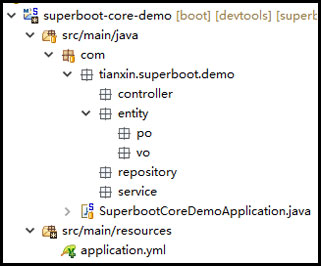 superboot-core-demo [boot] [devtools] [super
src/main/java
com
tianxin.superboot.demo
controller
entity
po
vo
repository
service
SuperbootCoreDemoApplication.java
src/main/resources
application.yml